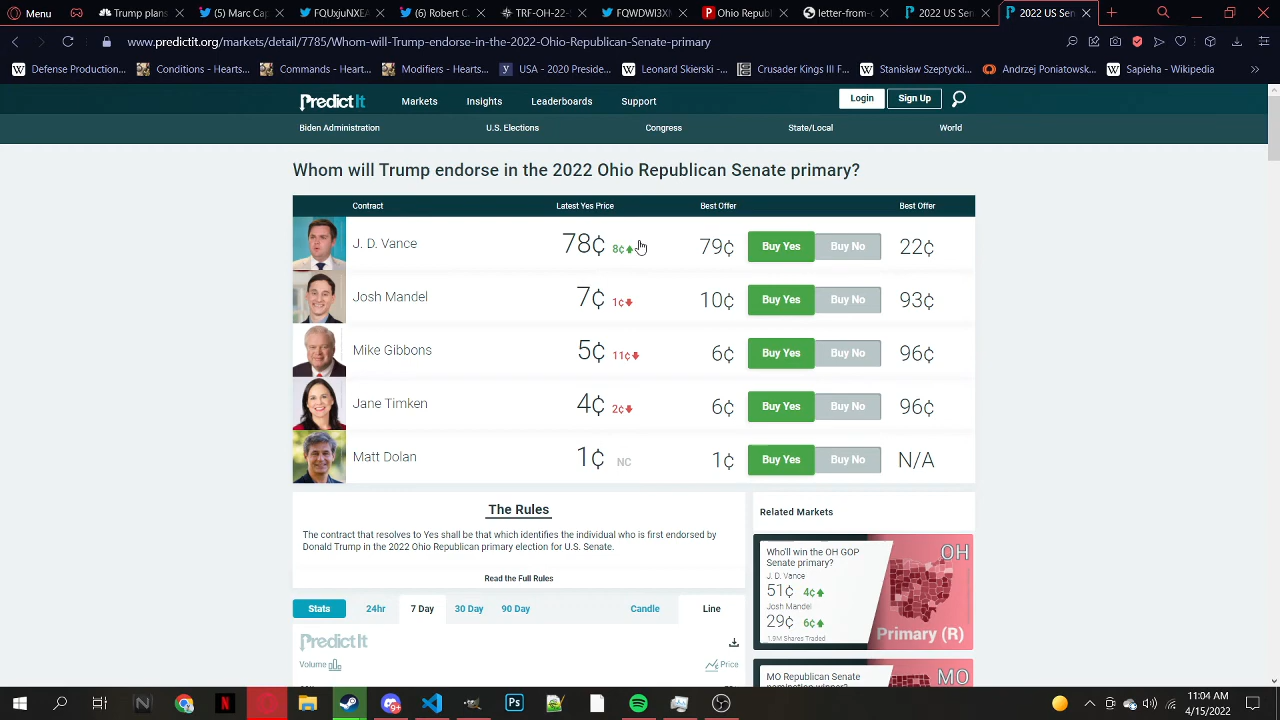 Menu
Trump plans
(5) Marc Ca
FQUxjuNXEA
(6) Robert C
TRF-OH-22-
FQWDWI3XN
Ohio Republ
letter-from-
2022 US Sen
2022 US Sen
www.predictit.org/markets/detail/7785/will-Trump-endorse-in-the-2022-Ohio-Republican-Senate-primary
Defense Production... Conditions - Hearts... Commands - Heart... Modifiers - Hearts... USA - 2020 Preside... Leonard Skierski -... Crusader Kings III F... Stanisław Szeptycki... Andrzej Poniatowsk... Sapieha - Wikipedia
PredictIt Markets Insights Leaderboards Support Login Sign Up
Biden Administration U.S. Elections Congress State/Local World
Whom will Trump endorse in the 2022 Ohio Republican Senate primary?
Contract Latest Yes Price Best Offer Best Offer
J. D. Vance 78¢ 8¢ 79¢ Buy Yes Buy No 22¢
Josh Mandel 7¢ 1¢ 10¢ Buy Yes Buy No 93¢
Mike Gibbons 5¢ 11¢ 6¢ Buy Yes Buy No 96¢
Jane Timken 4¢ 2¢ 6¢ Buy Yes Buy No 96¢
Matt Dolan 1¢ NC 1¢ Buy Yes Buy No N/A
The Rules
The contract that resolves to Yes shall be that which identifies the individual who is first endorsed by
Donald Trump in the 2022 Ohio Republican primary election for U.S. Senate.
Read the Full Rules
Stats 24hr 7 Day 30 Day 90 Day Candle Line
PredictIt
Volume Price
Related Markets
Who'll win the OH GOP
Senate primary?
J. D. Vance
51¢ 4¢
Josh Mandel
29¢ 6¢
1.9M Shares Traded
OH
Primary (R)
MO Republican Senate
nomination winner?
MO
11:04 AM
4/15/2022